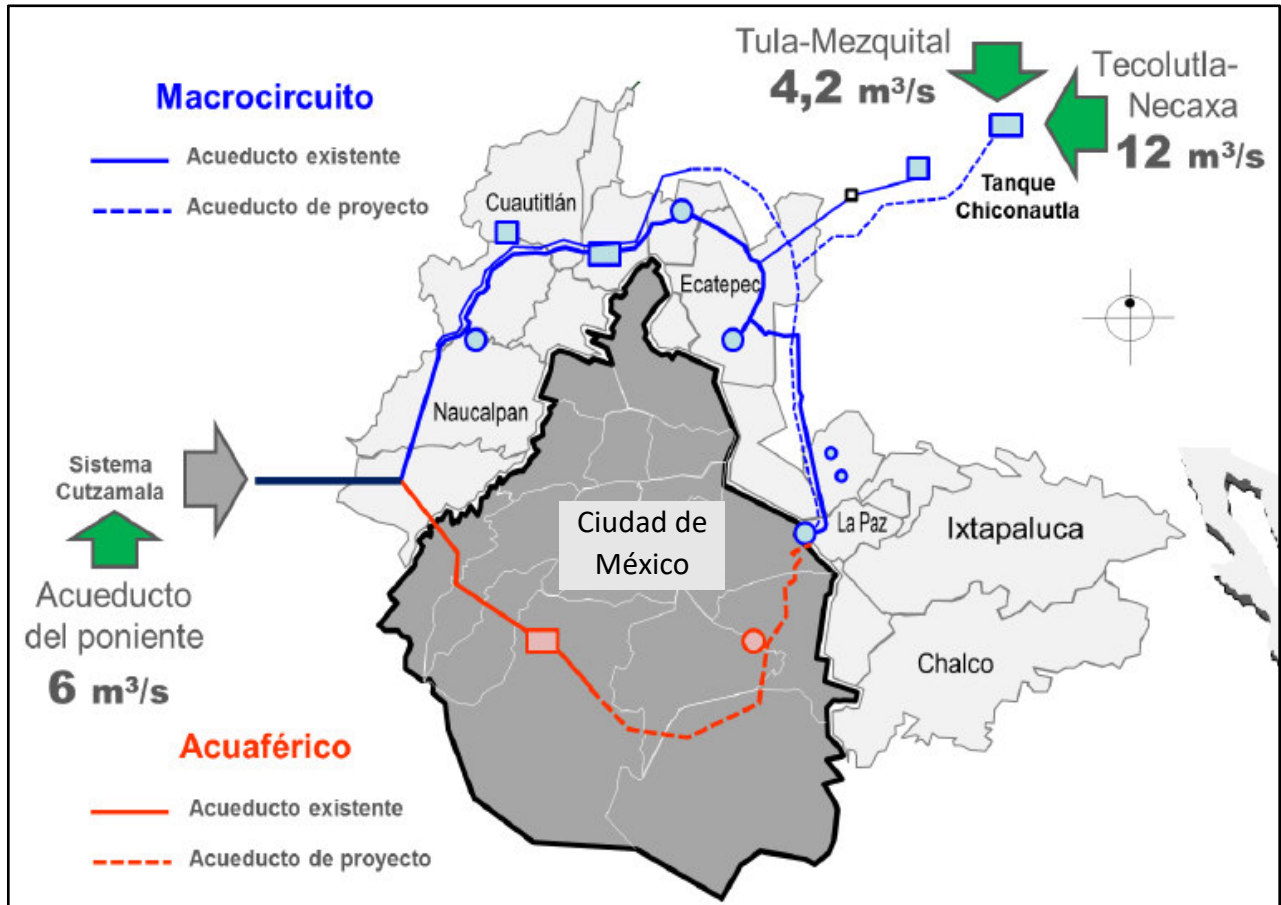 Tula-Mezquital
4,2 m³/s
Tecolutla-
Necaxa
12 m³/s
Macrocircuito
Acueducto existente
Acueducto de proyecto
Tanque
Chiconautla
Cuautitlán
Ecatepec
Naucalpan
Sistema
Cutzamala
Ciudad de
México
La Paz
Ixtapaluca
Chalco
Acueducto
del poniente
6 m³/s
Acuaférico
Acueducto existente
Acueducto de proyecto